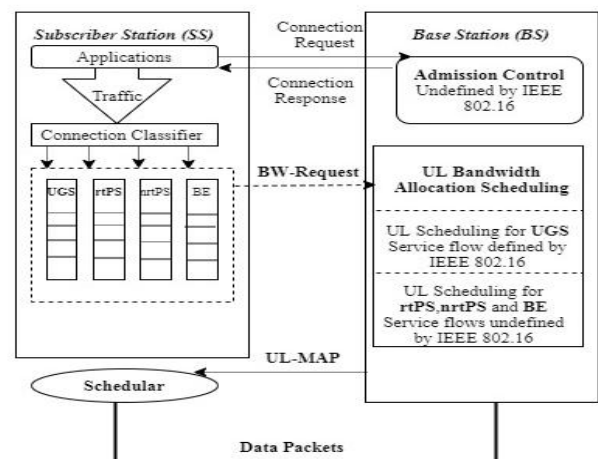 Subscriber Station (SS)
Applications
Traffic
Connection Classifier
UGS
rtPS
nrtPS
BE
Connection
Request
Connection
Response
BW-Request
UL-MAP
Schedular
Data Packets
Base Station (BS)
Admission Control
Undefined by IEEE
802.16
UL Bandwidth
Allocation Scheduling
UL Scheduling for UGS
Service flow defined by
IEEE 802.16
UL Scheduling for
rtPS,nrtPS and BE
Service flows undefined
by IEEE 802.16